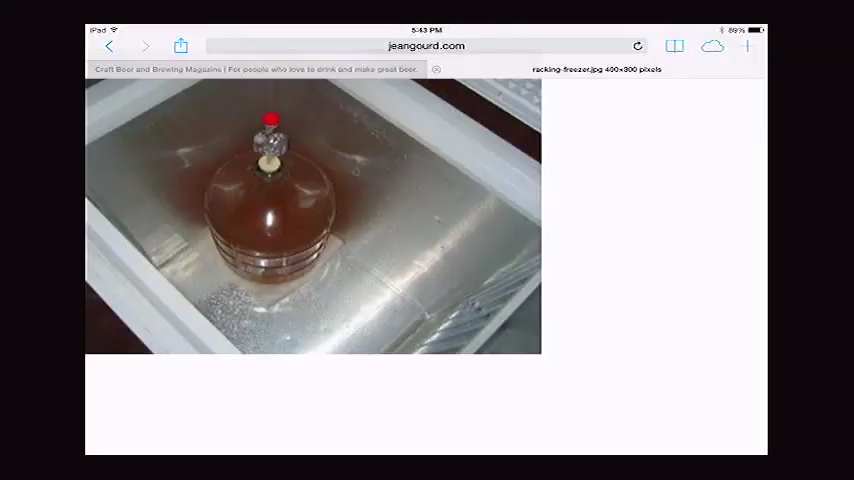 iPad 5:43 PM 89%
jeangourd.com
Craft Beer and Brewing Magazine | For people who love to drink and make great beer. racking-freezer.jpg 400×300 pixels